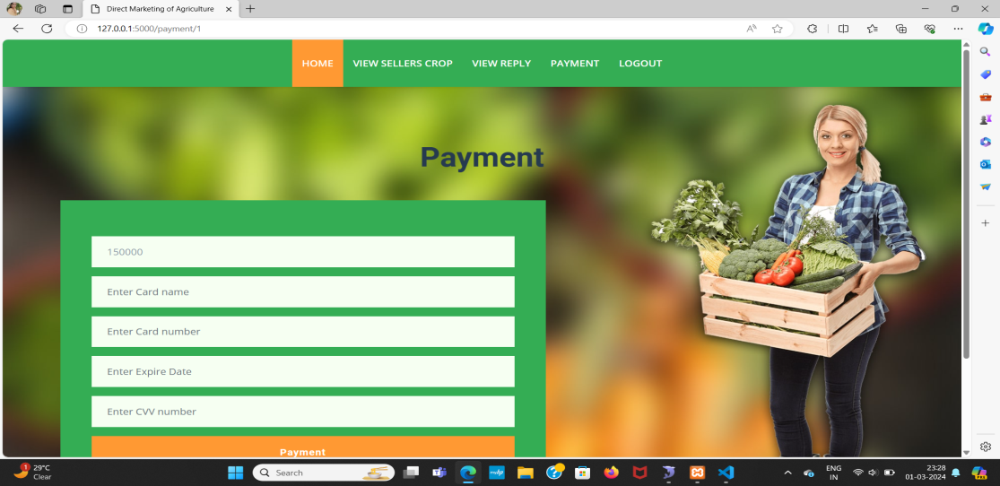 Direct Marketing of Agriculture
127.0.0.1:5000/payment/1
HOME VIEW SELLERS CROP VIEW REPLY PAYMENT LOGOUT
Payment
150000
Enter Card name
Enter Card number
Enter Expire Date
Enter CVV number
Payment
1
29°C
Clear
Search
ENG
IN
23:28
01-03-2024